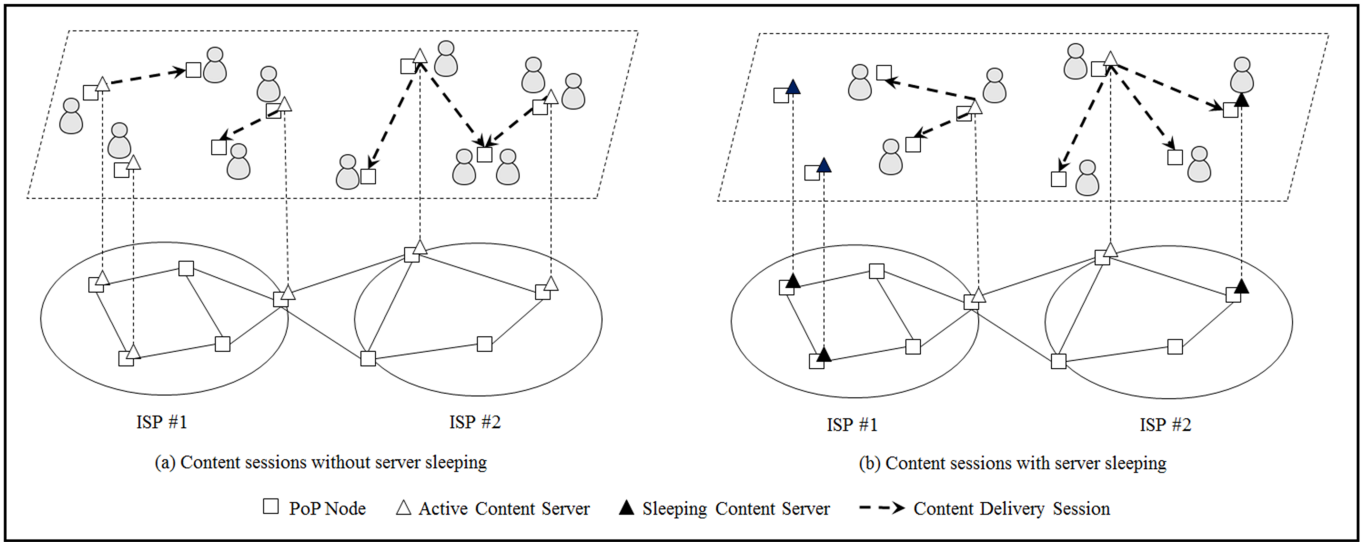 ISP #1
ISP #2
(a) Content sessions without server sleeping
ISP #1
ISP #2
(b) Content sessions with server sleeping
PoP Node
Active Content Server
Sleeping Content Server
Content Delivery Session